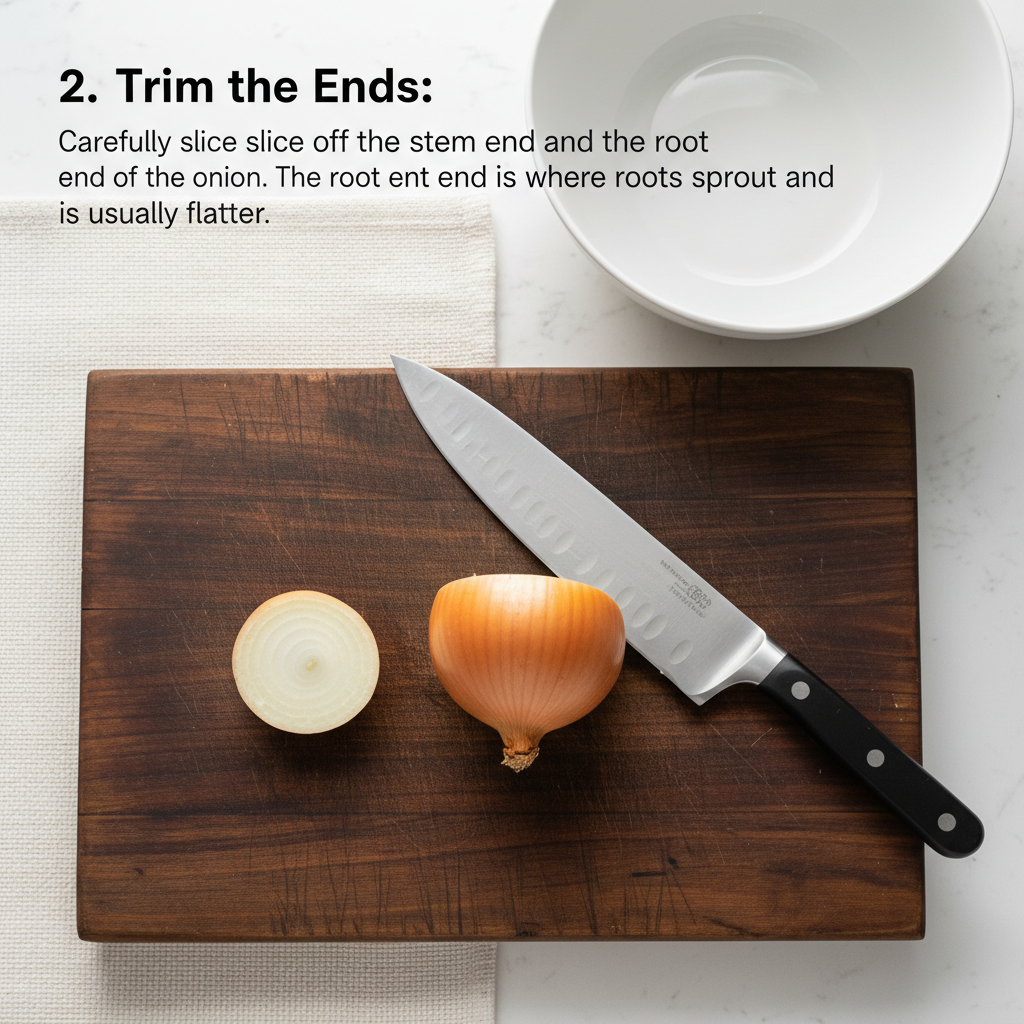 2. Trim the Ends:
Carefully slice slice off the stem end and the root
end of the onion. The root ent end is where roots sprout and
is usually flatter.